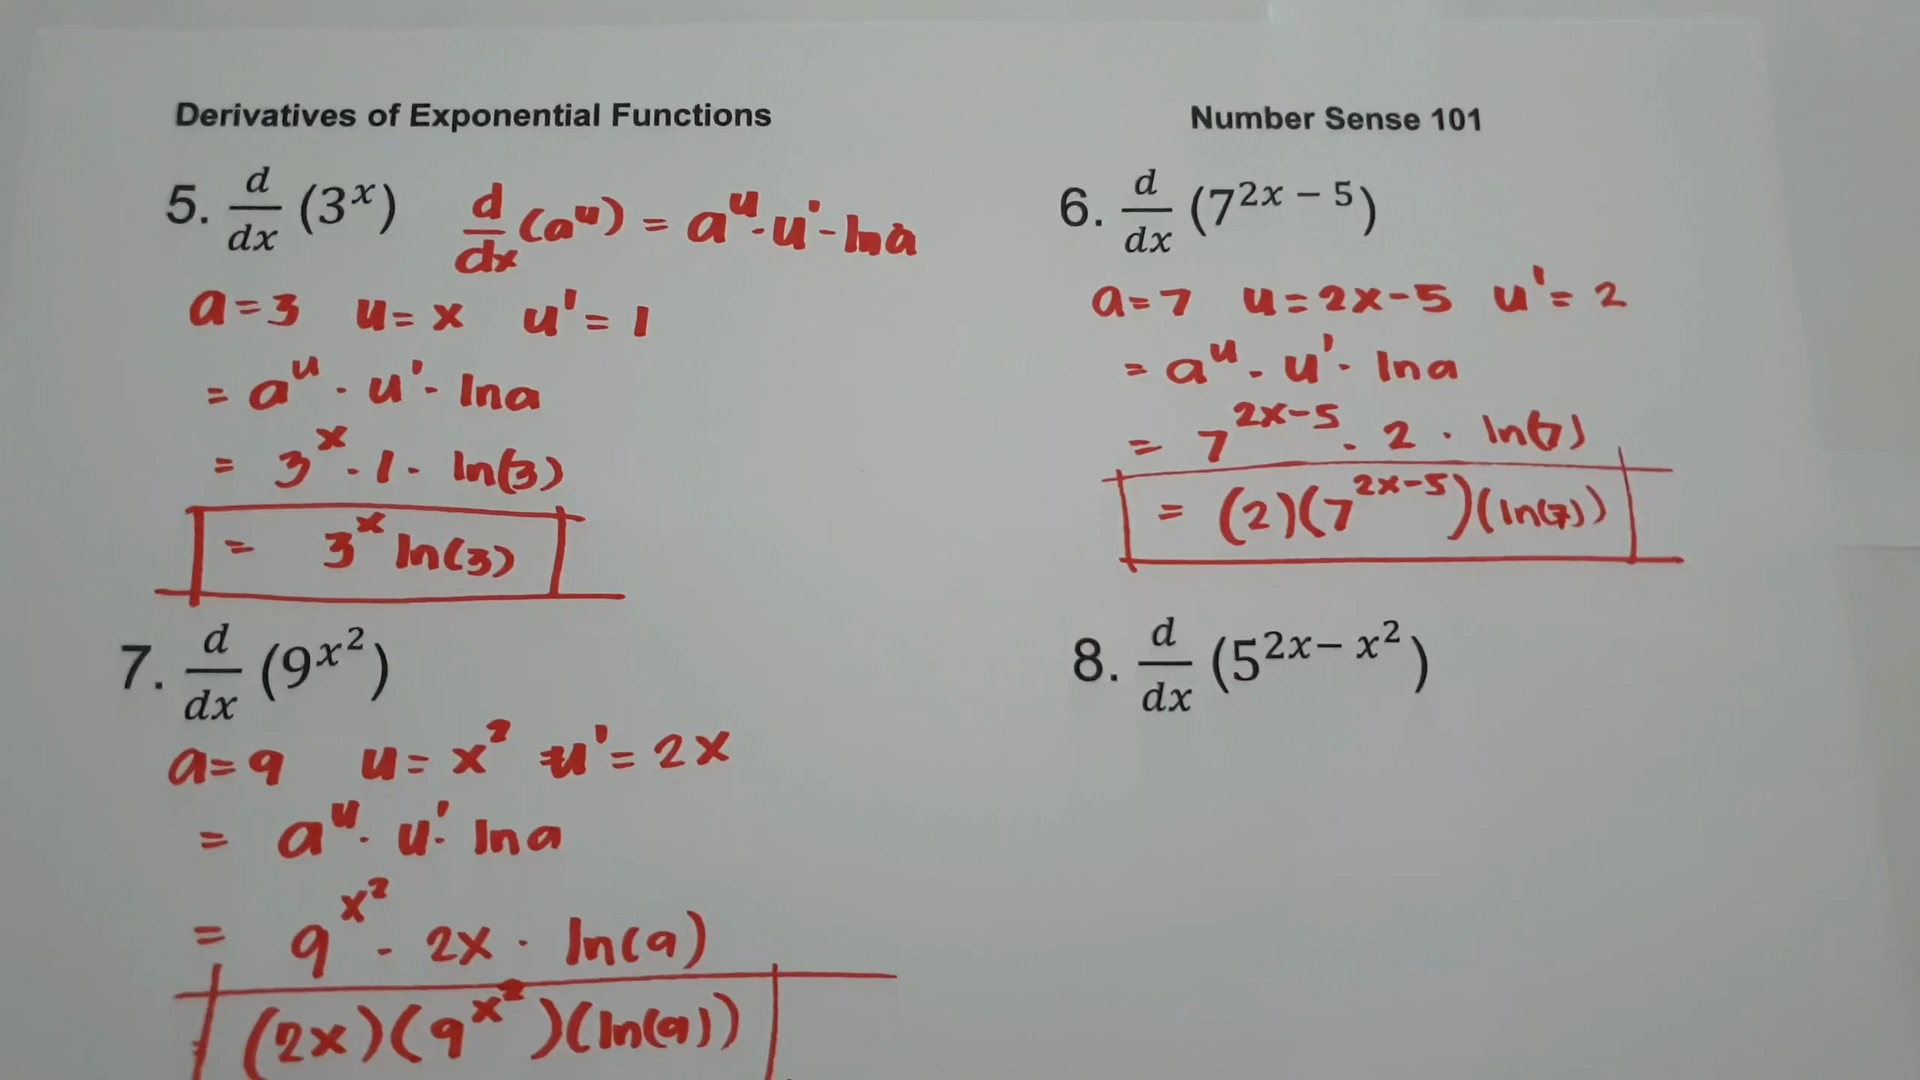 Derivatives of Exponential Functions
Number Sense 101
5. d/dx (3^x)   d/dx (a^u) = a^u · u' · ln a
a = 3   u = x   u' = 1
= a^u · u' · ln a
= 3^x · 1 · ln(3)
= 3^x ln(3)
6. d/dx (7^(2x – 5))
a = 7   u = 2x - 5   u' = 2
= a^u · u' · ln a
= 7^(2x-5) · 2 · ln(7)
= (2)(7^(2x-5))(ln(7))
7. d/dx (9^(x^2))
a = 9   u = x^2   u' = 2x
= a^u · u' · ln a
= 9^(x^2) · 2x · ln(9)
= (2x)(9^(x^2))(ln(9))
8. d/dx (5^(2x – x^2))